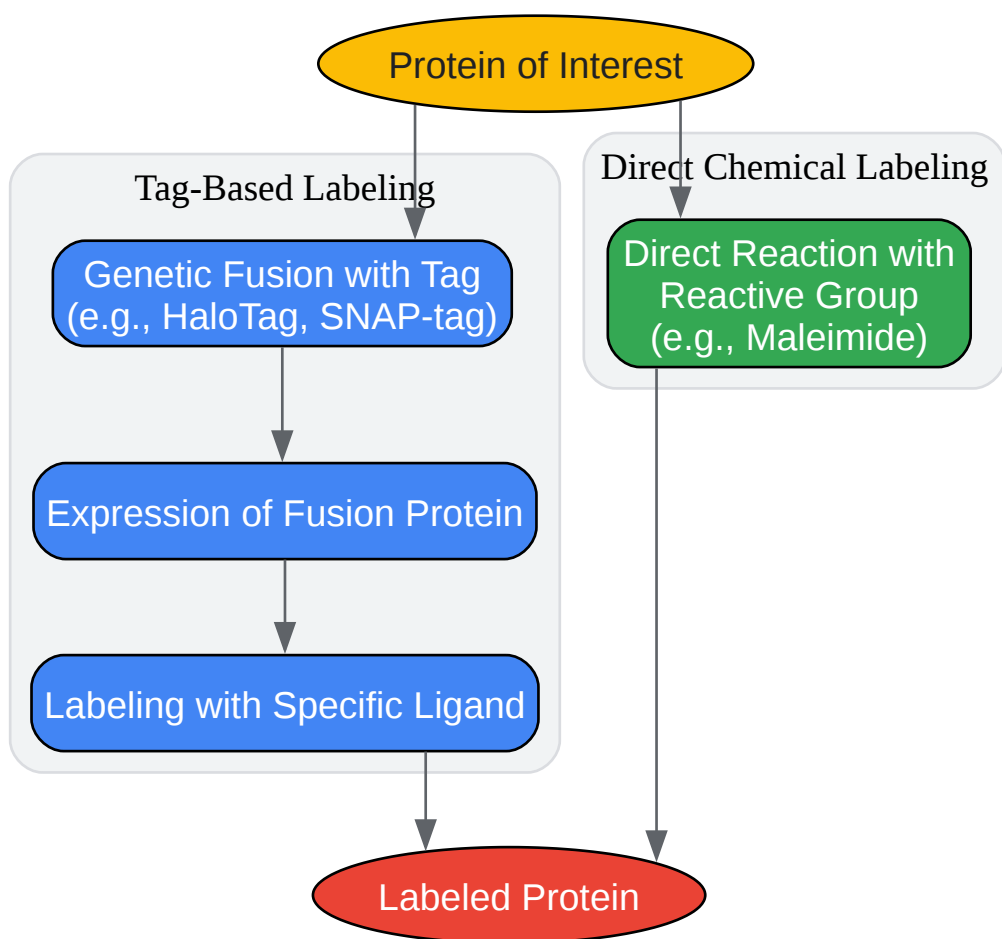 Protein of Interest
Tag-Based Labeling
Genetic Fusion with Tag
(e.g., HaloTag, SNAP-tag)
Expression of Fusion Protein
Labeling with Specific Ligand
Direct Chemical Labeling
Direct Reaction with
Reactive Group
(e.g., Maleimide)
Labeled Protein